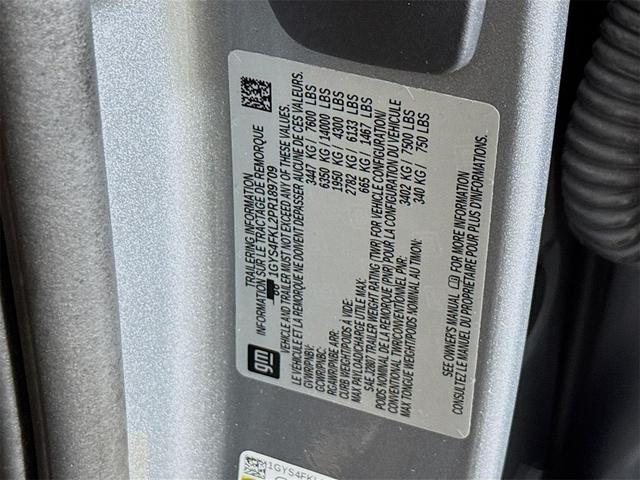 TRAILERING INFORMATION
INFORMATION SUR LE TRACTAGE DE REMORQUE
1GYS4FKL2PR189709
VEHICLE AND TRAILER MUST NOT EXCEED ANY OF THESE VALUES.
LE VÉHICULE ET LA REMORQUE NE DOIVENT DÉPASSER AUCUNE DE CES VALEURS.
GVWR/PNBV: 3447 KG / 7600 LBS
GCWR/PNBC: 6350 KG / 14000 LBS
RGAWR/PNBE ARR: 1950 KG / 4300 LBS
CURB WEIGHT/POIDS À VIDE: 2782 KG / 6133 LBS
MAX PAYLOAD/CHARGE UTILE MAX: 665 KG / 1467 LBS
SAE J2807 TRAILER WEIGHT RATING (TWR) FOR VEHICLE CONFIGURATION/
POIDS NOMINAL DE LA REMORQUE (PNR) POUR LA CONFIGURATION DU VÉHICULE
CONVENTIONAL TWR/CONVENTIONNEL PNR: 3402 KG / 7500 LBS
MAX TONGUE WEIGHT/POIDS NOMINAL AU TIMON: 340 KG / 750 LBS
SEE OWNER'S MANUAL FOR MORE INFORMATION
CONSULTEZ LE MANUEL DU PROPRIÉTAIRE POUR PLUS D'INFORMATIONS.
gm
1GYS4FKL